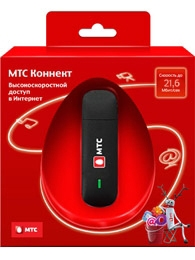 МТС Коннект
Высокоскоростной
доступ
в Интернет
Скорость до
21,6
Мбит/сек
МТС
МТС